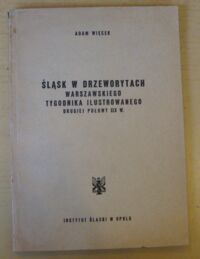 ADAM WIĘCEK
ŚLĄSK W DRZEWORYTACH
WARSZAWSKIEGO
TYGODNIKA ILUSTROWANEGO
DRUGIEJ POŁOWY XIX W.
INSTYTUT ŚLĄSKI W OPOLU